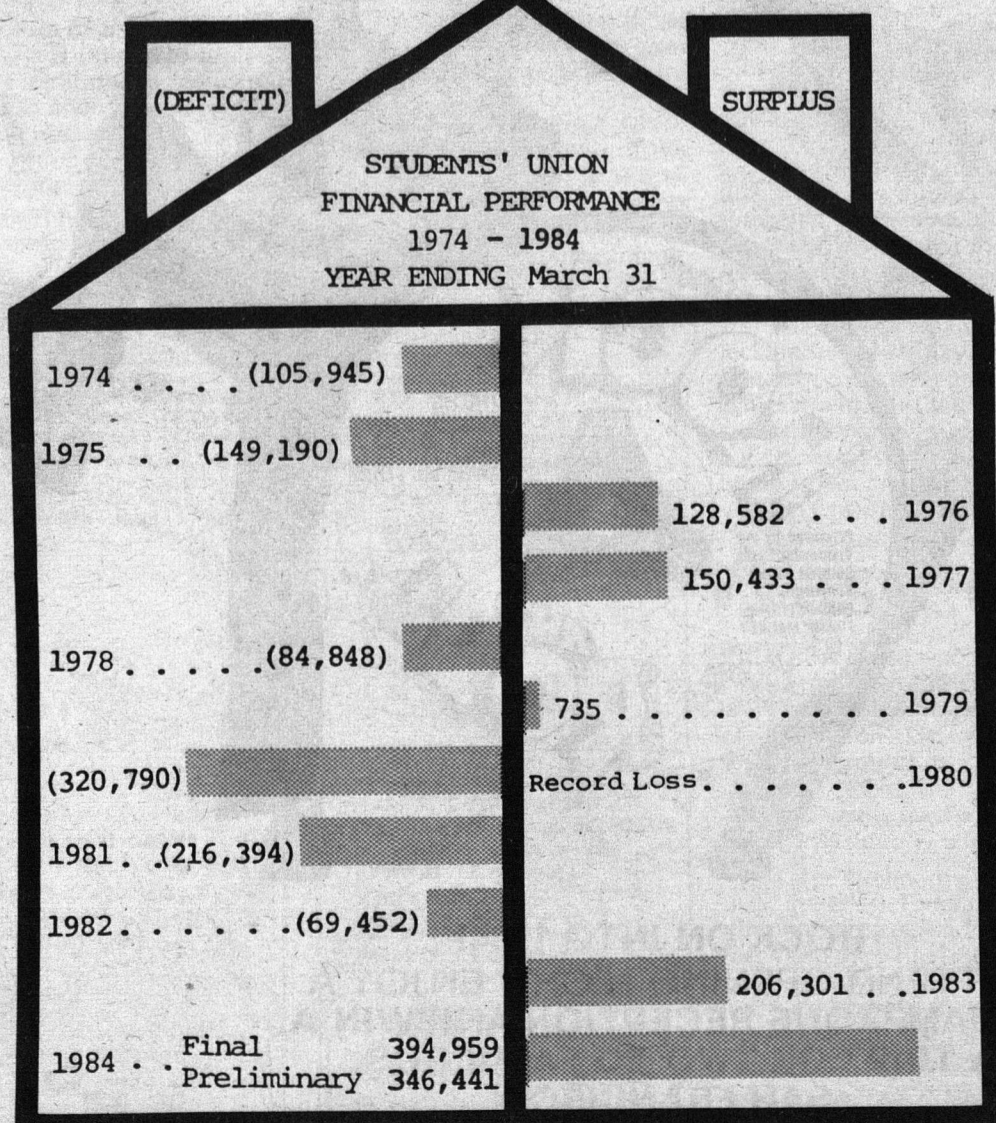 (DEFICIT)
SURPLUS
STUDENTS' UNION
FINANCIAL PERFORMANCE
1974 - 1984
YEAR ENDING March 31
1974 . . . . (105,945)
1975 . . (149,190)
128,582 . . . 1976
150,433 . . . 1977
1978 . . . . . (84,848)
735 . . . . . . . . . 1979
(320,790) Record Loss. . . . . . .1980
1981. .(216,394)
1982. . . . . .(69,452)
206,301 . .1983
1984 . . Final 394,959
Preliminary 346,441